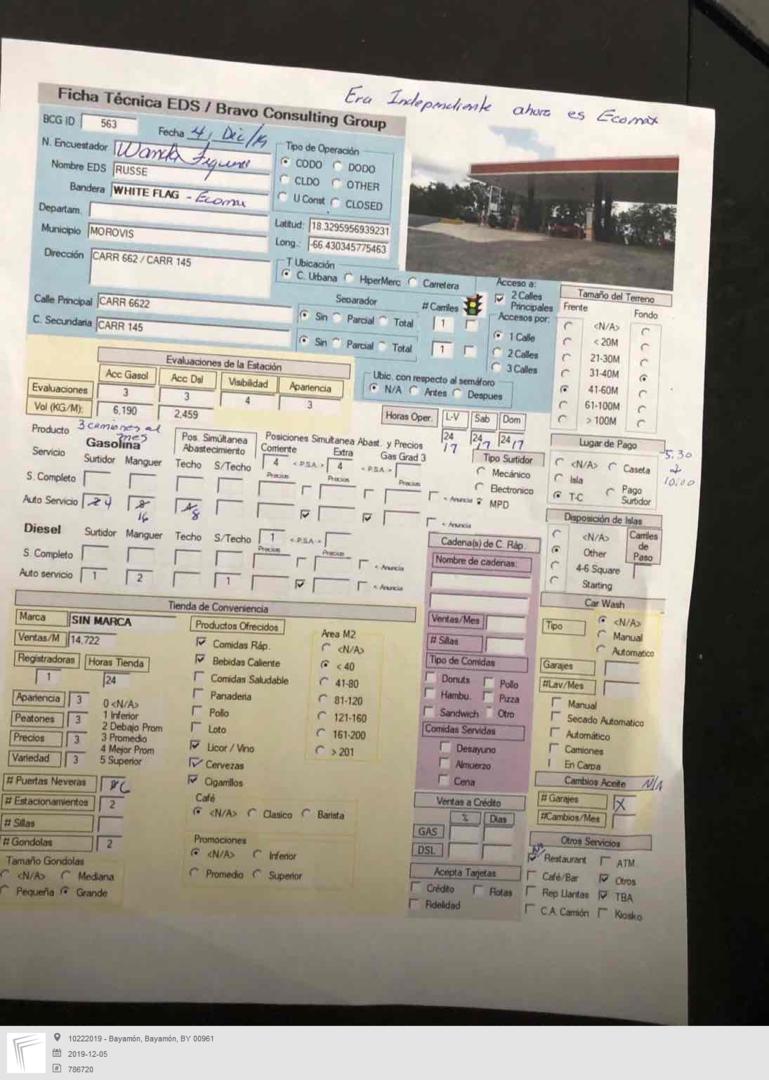 Era Independiente ahora es Ecomax
Ficha Técnica EDS / Bravo Consulting Group
BCG ID 563 Fecha 4, Dic/19
N. Encuestador Wanda Figueroa
Nombre EDS RUSSE
Bandera WHITE FLAG - Ecomax
Departam.
Municipio MOROVIS
Dirección CARR 662 / CARR 145
Calle Principal CARR 6622
C. Secundaria CARR 145
Tipo de Operación
CODO DODO
CLDO OTHER
U Const CLOSED
Latitud: 18.3295956939231
Long.: -66.430345775463
T Ubicación
C. Urbana HiperMerc Carretera
Separador # Carriles
Sin Parcial Total 1
Sin Parcial Total 1
Acceso a:
2 Calles
Principales
Accesos por:
1 Calle
2 Calles
3 Calles
Tamaño del Terreno
Frente Fondo
<N/A>
< 20M
21-30M
31-40M
41-60M
61-100M
> 100M
Evaluaciones de la Estación
Acc Gasol Acc Dsl Visibilidad Apariencia
Evaluaciones 3 3 4 3
Vol (KG/M): 6,190 2,459
Ubic. con respecto al semáforo
N/A Antes Despues
Horas Oper. L-V Sab Dom
24 24 24
17 17 17
Producto 3 camiones al mes
Servicio Gasolina
Surtidor Manguer
Pos. Simultánea
Abastecimiento
Techo S/Techo
Posiciones Simultanea Abast. y Precios
Corriente Extra Gas Grad 3
4 < P.S.A > 4 < P.S.A >
Precios Precios Precios
S. Completo
Auto Servicio 4 16 8
< Anuncia
< Anuncia
Tipo Surtidor
Mecánico
Electronico
MPD
Lugar de Pago
<N/A> Caseta
Isla
T-C Pago
Surtidor
5:30
10:00
Diesel Surtidor Manguer Techo S/Techo 1 < P.S.A >
Precios Precios
S. Completo < Anuncia
Auto servicio 1 2 1 < Anuncia
Disposición de Islas
<N/A>
Other
4-6 Square
Starting
Carriles
de
Paso
Cadena(s) de C. Ráp.
Nombre de cadenas:
Ventas/Mes
# Sillas
Tipo de Comidas
Donuts Pollo
Hambu. Pizza
Sandwich Otro
Comidas Servidas
Desayuno
Almuerzo
Cena
Ventas a Crédito
% Dias
GAS
DSL
Acepta Tarjetas
Crédito Flotas
Fidelidad
Car Wash
Tipo <N/A>
Manual
Automatico
Garajes
#Lav/Mes
Manual
Secado Automatico
Automático
Camiones
En Carpa
Cambios Aceite N/A
# Garajes X
#Cambios/Mes
Otros Servicios
Restaurant ATM
Café/Bar Otros
Rep Llantas TBA
C.A. Camión Kiosko
Tienda de Conveniencia
Marca SIN MARCA
Ventas/M 14,722
Registradoras Horas Tienda
1 24
Apariencia 3
Peatones 3
Precios 3
Variedad 3
0 <N/A>
1 Inferior
2 Debajo Prom
3 Promedio
4 Mejor Prom
5 Superior
# Puertas Neveras 6
# Estacionamientos 2
# Sillas
# Gondolas 2
Tamaño Gondolas
<N/A> Mediana
Pequeña Grande
Productos Ofrecidos
Comidas Ráp.
Bebidas Caliente
Comidas Saludable
Panaderia
Pollo
Loto
Licor / Vino
Cervezas
Cigarrillos
Area M2
<N/A>
< 40
41-80
81-120
121-160
161-200
> 201
Café
<N/A> Clasico Barista
Promociones
<N/A> Inferior
Promedio Superior
10222019 - Bayamón, Bayamón, BY 00961
2019-12-05
786720